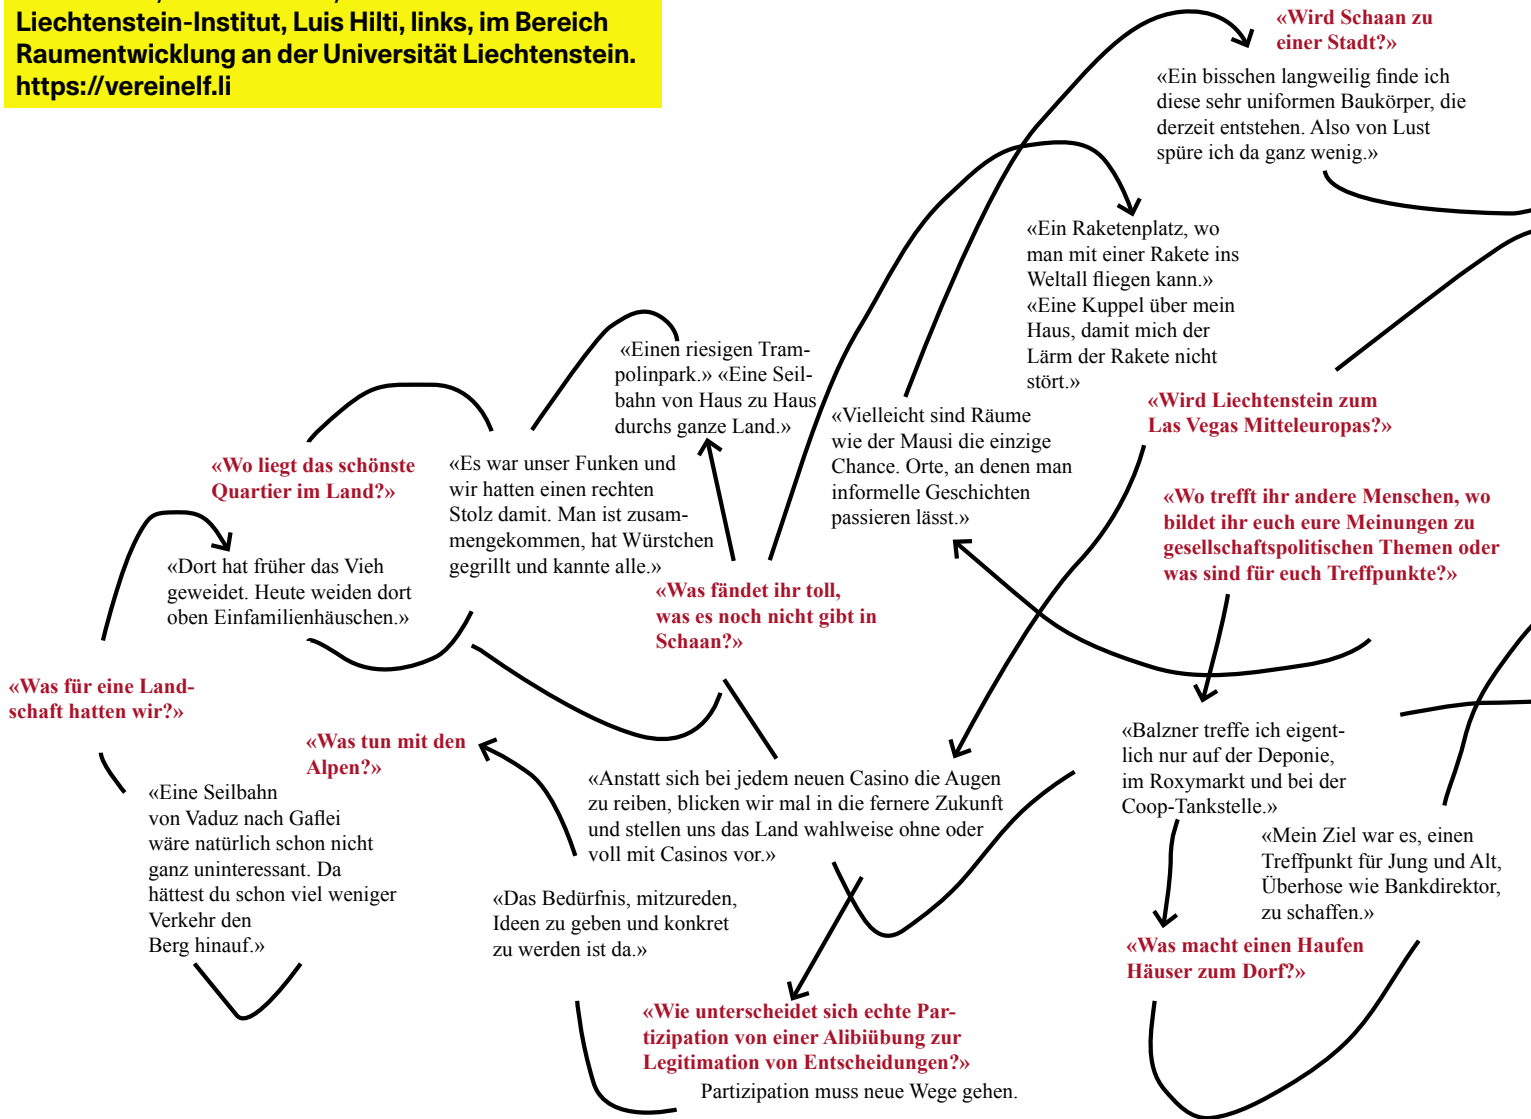 Liechtenstein-Institut, Luis Hilti, links, im Bereich
Raumentwicklung an der Universität Liechtenstein.
https://vereinelf.li
«Wird Schaan zu
einer Stadt?»
«Ein bisschen langweilig finde ich
diese sehr uniformen Baukörper, die
derzeit entstehen. Also von Lust
spüre ich da ganz wenig.»
«Ein Raketenplatz, wo
man mit einer Rakete ins
Weltall fliegen kann.»
«Eine Kuppel über mein
Haus, damit mich der
Lärm der Rakete nicht
stört.»
«Einen riesigen Tram-
polinpark.» «Eine Seil-
bahn von Haus zu Haus
durchs ganze Land.»
«Vielleicht sind Räume
wie der Mausi die einzige
Chance. Orte, an denen man
informelle Geschichten
passieren lässt.»
«Wird Liechtenstein zum
Las Vegas Mitteleuropas?»
«Wo liegt das schönste
Quartier im Land?»
«Es war unser Funken und
wir hatten einen rechten
Stolz damit. Man ist zusam-
mengekommen, hat Würstchen
gegrillt und kannte alle.»
«Wo trefft ihr andere Menschen, wo
bildet ihr euch eure Meinungen zu
gesellschaftspolitischen Themen oder
was sind für euch Treffpunkte?»
«Dort hat früher das Vieh
geweidet. Heute weiden dort
oben Einfamilienhäuschen.»
«Was fändet ihr toll,
was es noch nicht gibt in
Schaan?»
«Was für eine Land-
schaft hatten wir?»
«Was tun mit den
Alpen?»
«Eine Seilbahn
von Vaduz nach Gaflei
wäre natürlich schon nicht
ganz uninteressant. Da
hättest du schon viel weniger
Verkehr den
Berg hinauf.»
«Anstatt sich bei jedem neuen Casino die Augen
zu reiben, blicken wir mal in die fernere Zukunft
und stellen uns das Land wahlweise ohne oder
voll mit Casinos vor.»
«Balzner treffe ich eigent-
lich nur auf der Deponie,
im Roxymarkt und bei der
Coop-Tankstelle.»
«Mein Ziel war es, einen
Treffpunkt für Jung und Alt,
Überhose wie Bankdirektor,
zu schaffen.»
«Das Bedürfnis, mitzureden,
Ideen zu geben und konkret
zu werden ist da.»
«Was macht einen Haufen
Häuser zum Dorf?»
«Wie unterscheidet sich echte Par-
tizipation von einer Alibiübung zur
Legitimation von Entscheidungen?»
Partizipation muss neue Wege gehen.